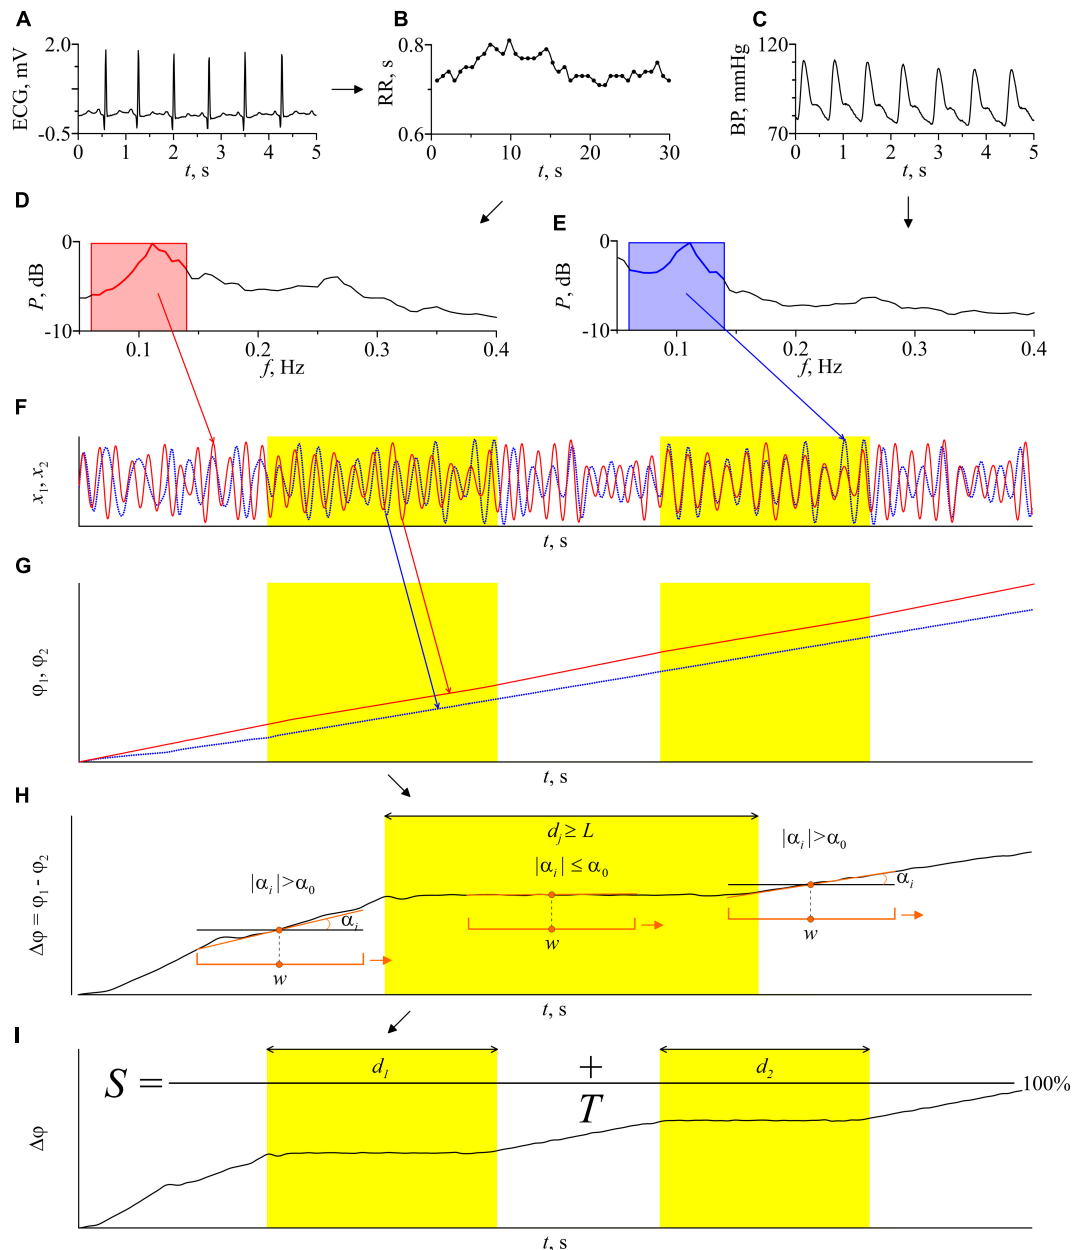 A
B
C
ECG, mV
2.0
-0.5
0 1 2 3 4 5
t, s
RR, s
0.8
0.6
0 10 20 30
t, s
BP, mmHg
120
70
0 1 2 3 4 5
t, s
D
E
P, dB
0
-10
0.1 0.2 0.3 0.4
f, Hz
P, dB
0
-10
0.1 0.2 0.3 0.4
f, Hz
F
x₁, x₂
t, s
G
φ₁, φ₂
t, s
H
Δφ = φ₁ - φ₂
dⱼ ≥ L
|αᵢ|>α₀
|αᵢ| ≤ α₀
|αᵢ|>α₀
αᵢ
αᵢ
w
w
w
t, s
I
Δφ
S = d₁ + d₂
T
100%
t, s